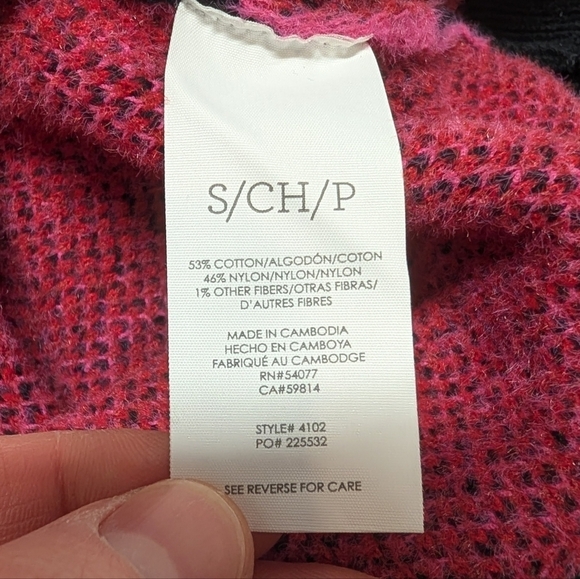 S/CH/P
53% COTTON/ALGODÓN/COTON
46% NYLON/NYLON/NYLON
1% OTHER FIBERS/OTRAS FIBRAS/
D'AUTRES FIBRES
MADE IN CAMBODIA
HECHO EN CAMBOYA
FABRIQUÉ AU CAMBODGE
RN#54077
CA#59814
STYLE# 4102
PO# 225532
SEE REVERSE FOR CARE